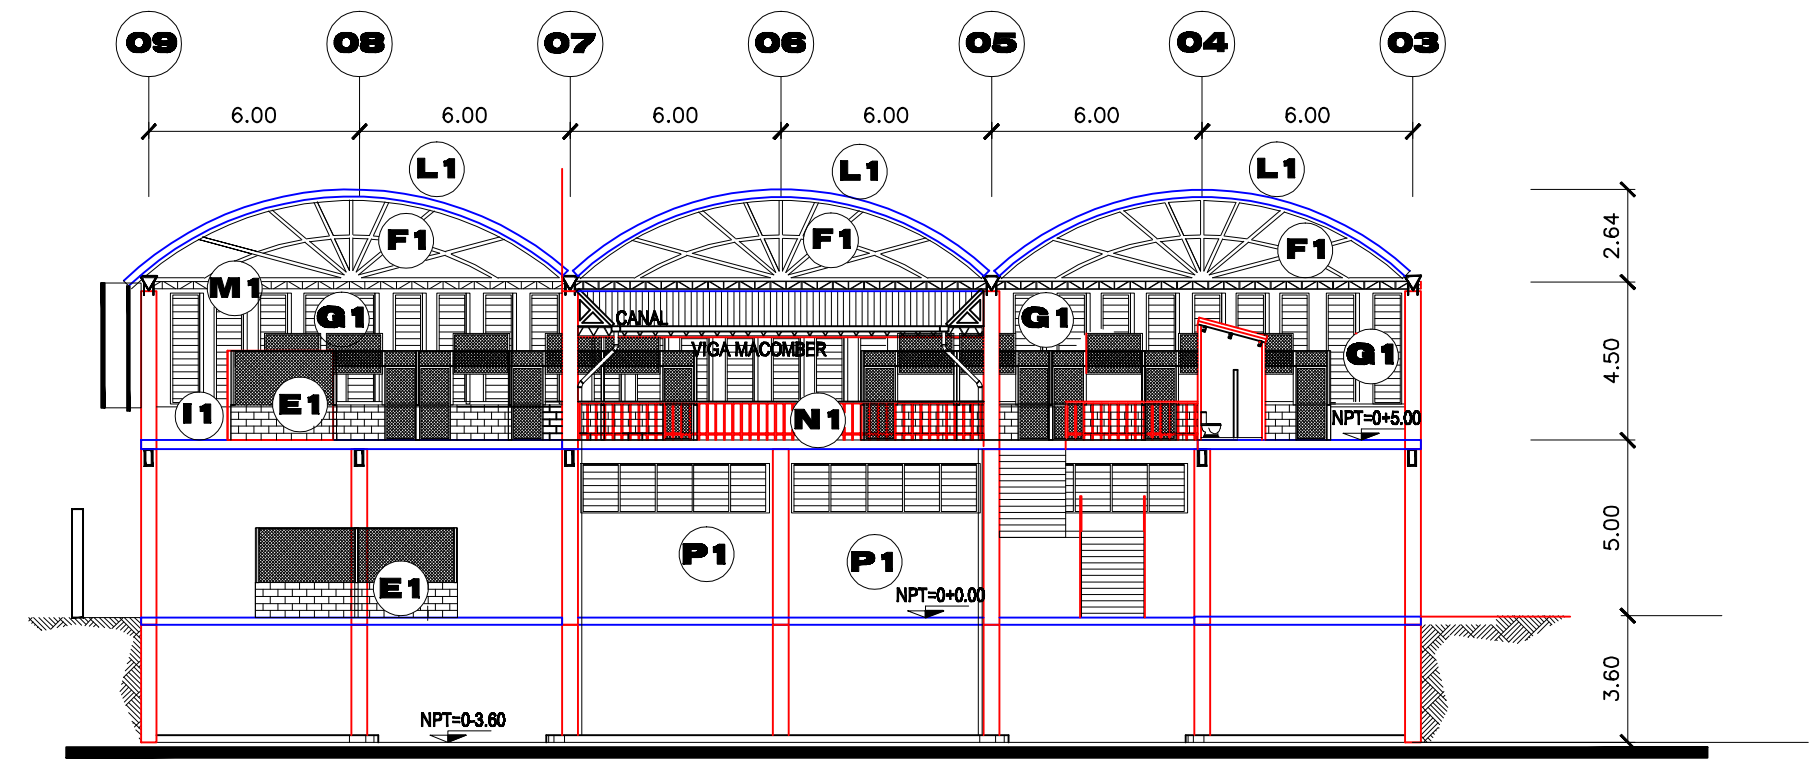 09 08 07 06 05 04 03
6.00 6.00 6.00 6.00 6.00 6.00
L1 L1 L1
F1 F1 F1
2.64
M1
G1 CANAL G1
VIGA MACOMBER G1
4.50
I1 E1 N1 NPT=0+5.00
P1 P1
5.00
E1 NPT=0+0.00
3.60
NPT=0-3.60